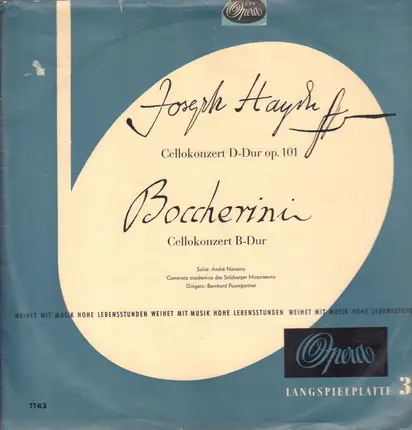 Opera
Joseph Haydn
Cellokonzert D-Dur op. 101
Boccherini
Cellokonzert B-Dur
Solist: André Navarra
Camerata academica des Salzburger Mozarteums
Dirigent: Bernhard Paumgartner
WEIHET MIT MUSIK HOHE LEBENSSTUNDEN WEIHET MIT MUSIK HOHE LEBENSSTUNDEN WEIHET MIT MUSIK HOHE LEBENSSTUND
Opera
LANGSPIELPLATTE 3
1143